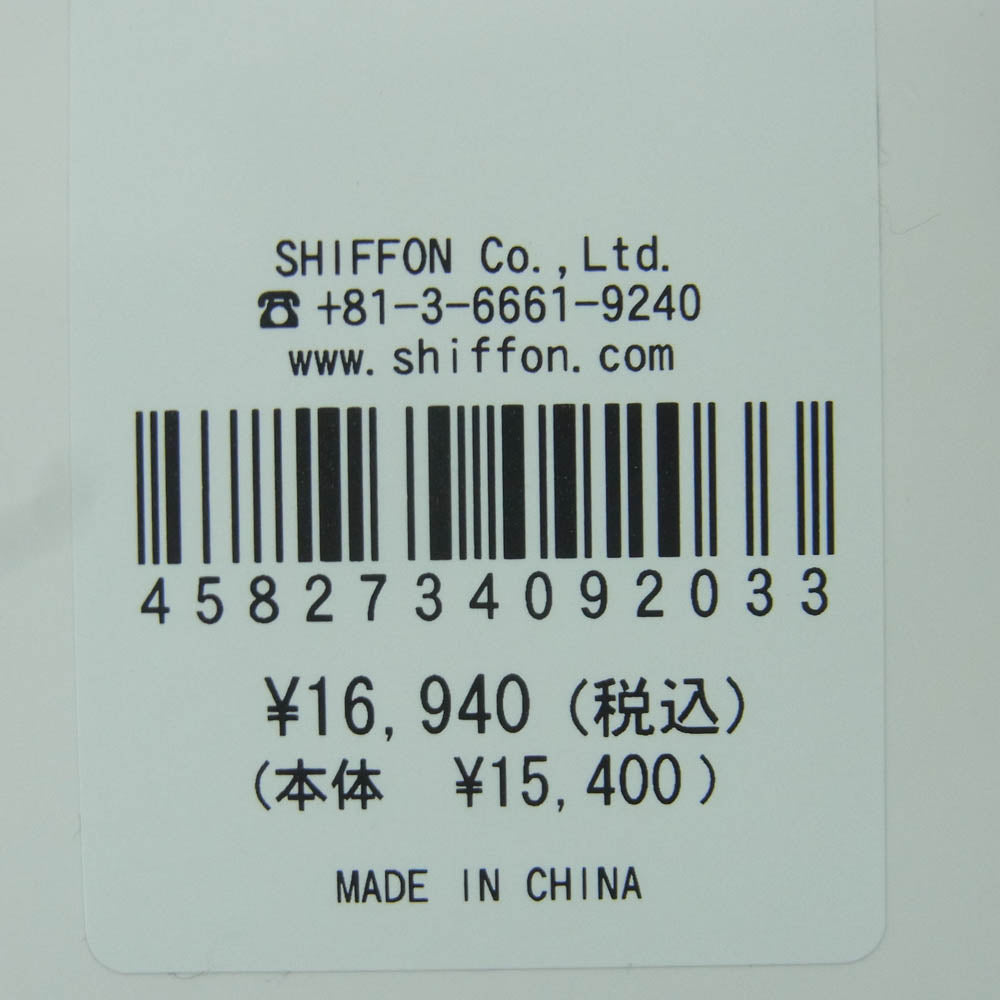 SHIFFON Co.,Ltd.
☎ +81-3-6661-9240
www.shiffon.com
4582734092033
¥16,940 (税込)
(本体 ¥15,400)
MADE IN CHINA